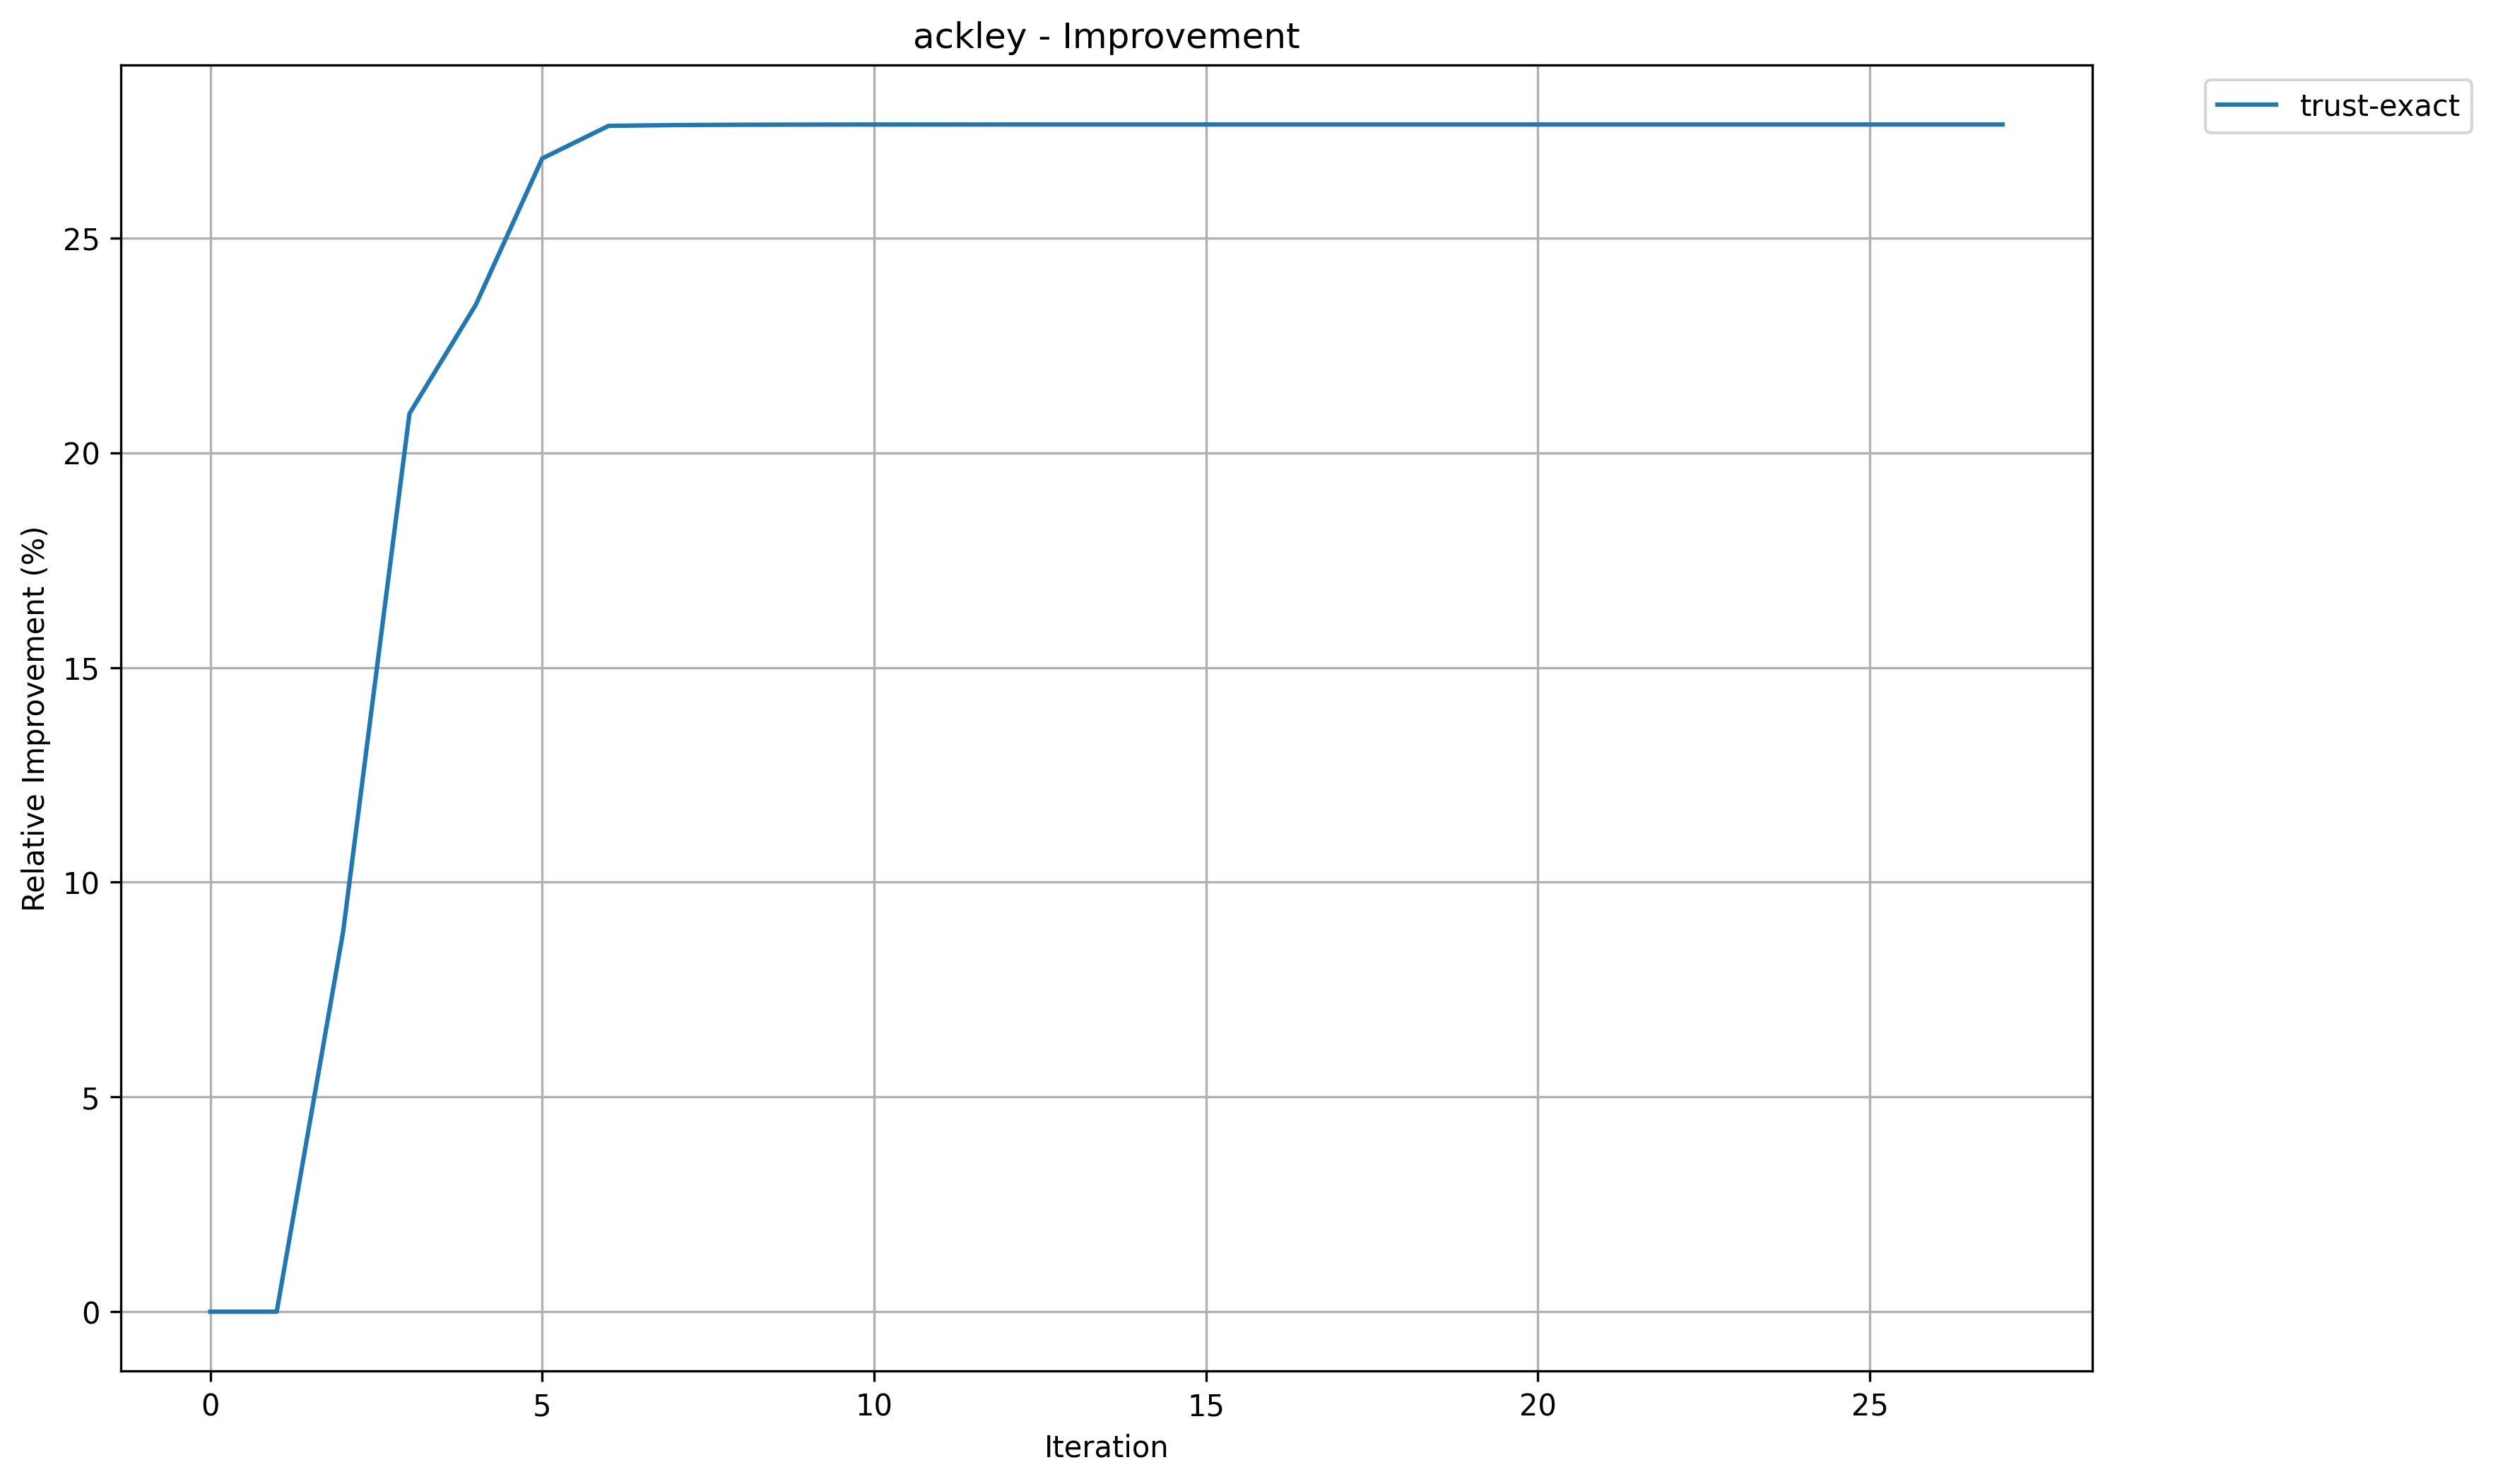 ackley - Improvement
trust-exact
Relative Improvement (%)
25
20
15
10
5
0
0 5 10 15 20 25
Iteration